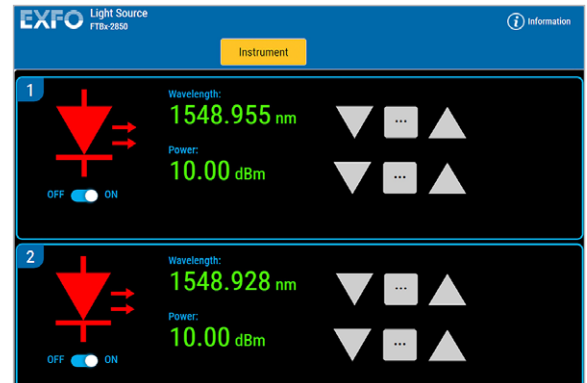 EXFO Light Source
FTBx-2850
i Information
Instrument
1
Wavelength:
1548.955 nm
...
Power:
10.00 dBm
...
OFF ON
2
Wavelength:
1548.928 nm
...
Power:
10.00 dBm
...
OFF ON